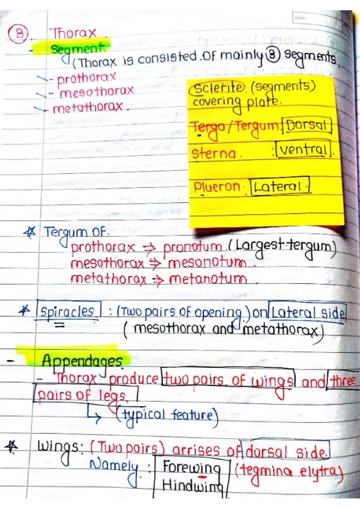 (B). Thorax
Segment.
(Thorax is consisted of mainly (3) segments.
- prothorax
- mesothorax
- metathorax.
Sclerite (segments)
covering plate.
Terga/Tergum: Dorsal
Sterna : Ventral.
Plueron: Lateral.
* Tergum of.
prothorax → pronotum (Largest tergum)
mesothorax → mesonotum
metathorax → metanotum.
* Spiracles : (Two pairs of opening) on Lateral side
(mesothorax and metathorax)
- Appendages
- Thorax produce two pairs of wings and three
pairs of legs.
↳ (typical feature)
* Wings: (Two pairs) arrises of dorsal side.
Namely : Forewing (tegmina elytra)
Hindwing